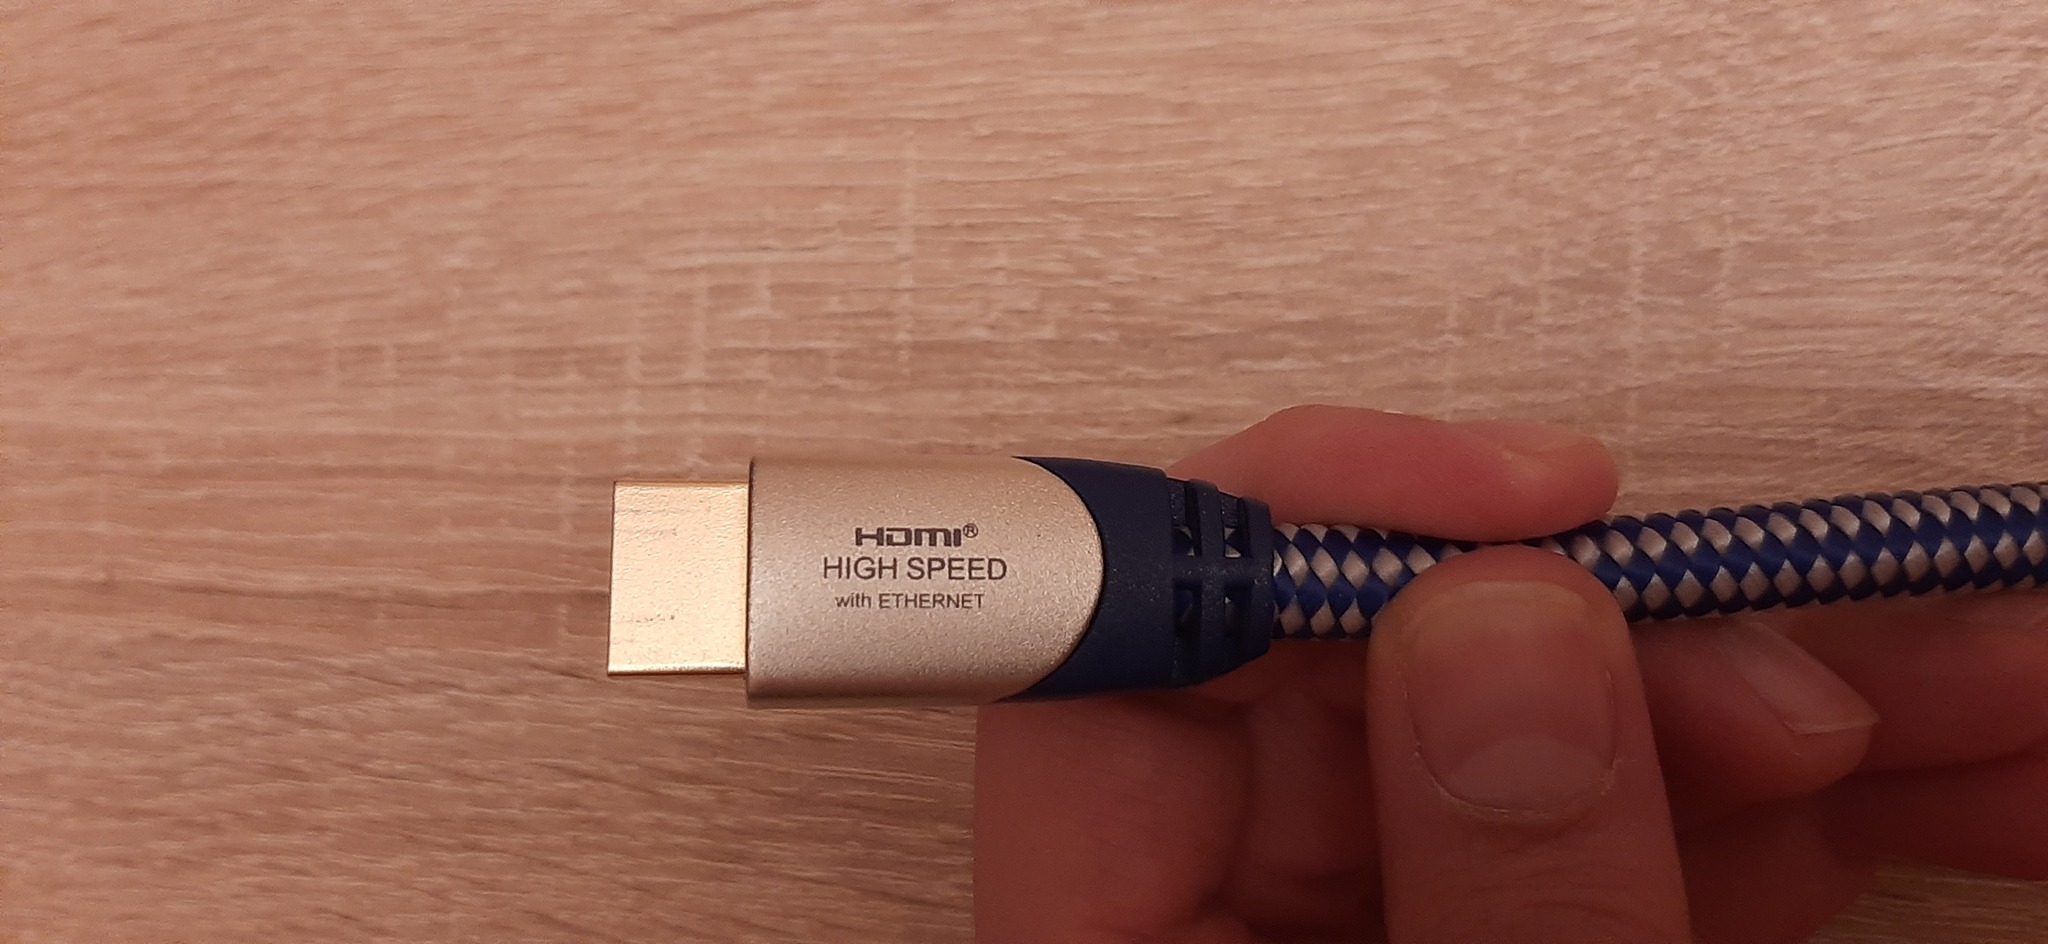 HDMI®
HIGH SPEED
with ETHERNET